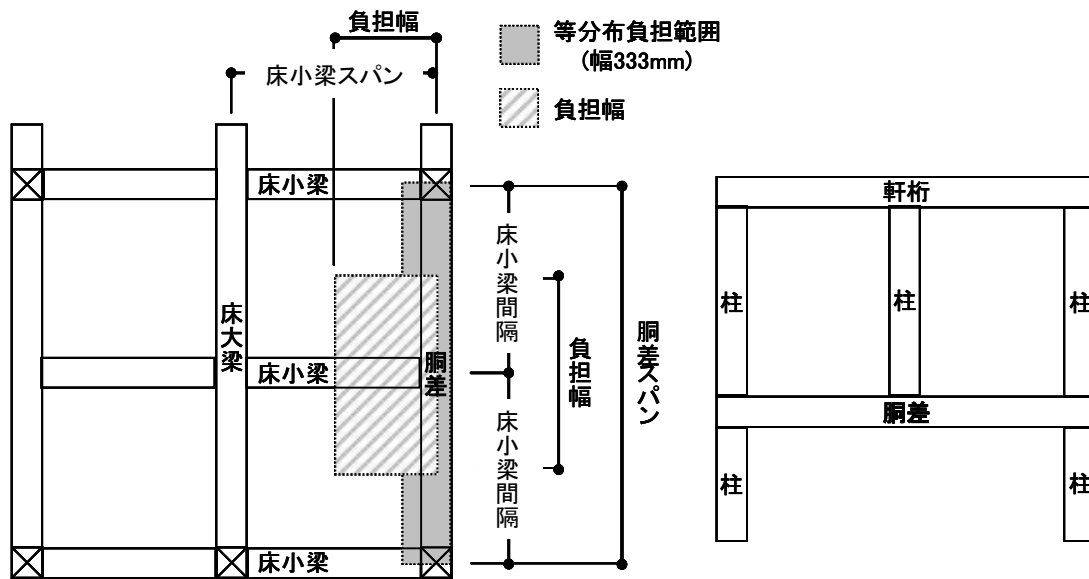 負担幅
床小梁スパン
等分布負担範囲
(幅333mm)
負担幅
床小梁
床大梁
床小梁
胴差
床小梁
床小梁間隔
床小梁間隔
負担幅
胴差スパン
軒桁
柱
柱
柱
胴差
柱
柱